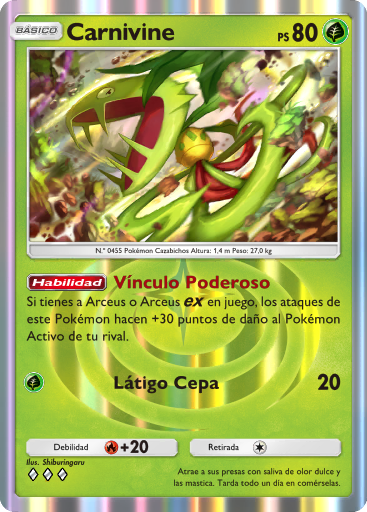 BÁSICO Carnivine PS 80
N.º 0455 Pokémon Cazabichos Altura: 1,4 m Peso: 27,0 kg
Habilidad Vínculo Poderoso
Si tienes a Arceus o Arceus ex en juego, los ataques de
este Pokémon hacen +30 puntos de daño al Pokémon
Activo de tu rival.
Látigo Cepa 20
Debilidad +20 Retirada
Ilus. Shiburingaru
Atrae a sus presas con saliva de olor dulce y
las mastica. Tarda todo un día en comérselas.